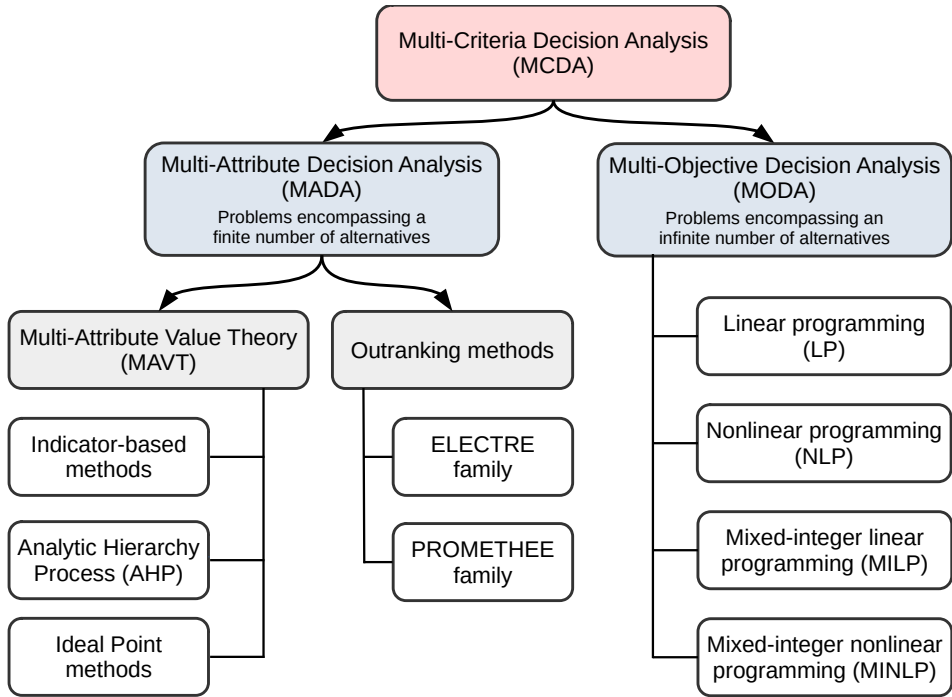 Multi-Criteria Decision Analysis
(MCDA)
Multi-Attribute Decision Analysis
(MADA)
Problems encompassing a
finite number of alternatives
Multi-Objective Decision Analysis
(MODA)
Problems encompassing an
infinite number of alternatives
Multi-Attribute Value Theory
(MAVT)
Indicator-based
methods
Analytic Hierarchy
Process (AHP)
Ideal Point
methods
Outranking methods
ELECTRE
family
PROMETHEE
family
Linear programming
(LP)
Nonlinear programming
(NLP)
Mixed-integer linear
programming (MILP)
Mixed-integer nonlinear
programming (MINLP)